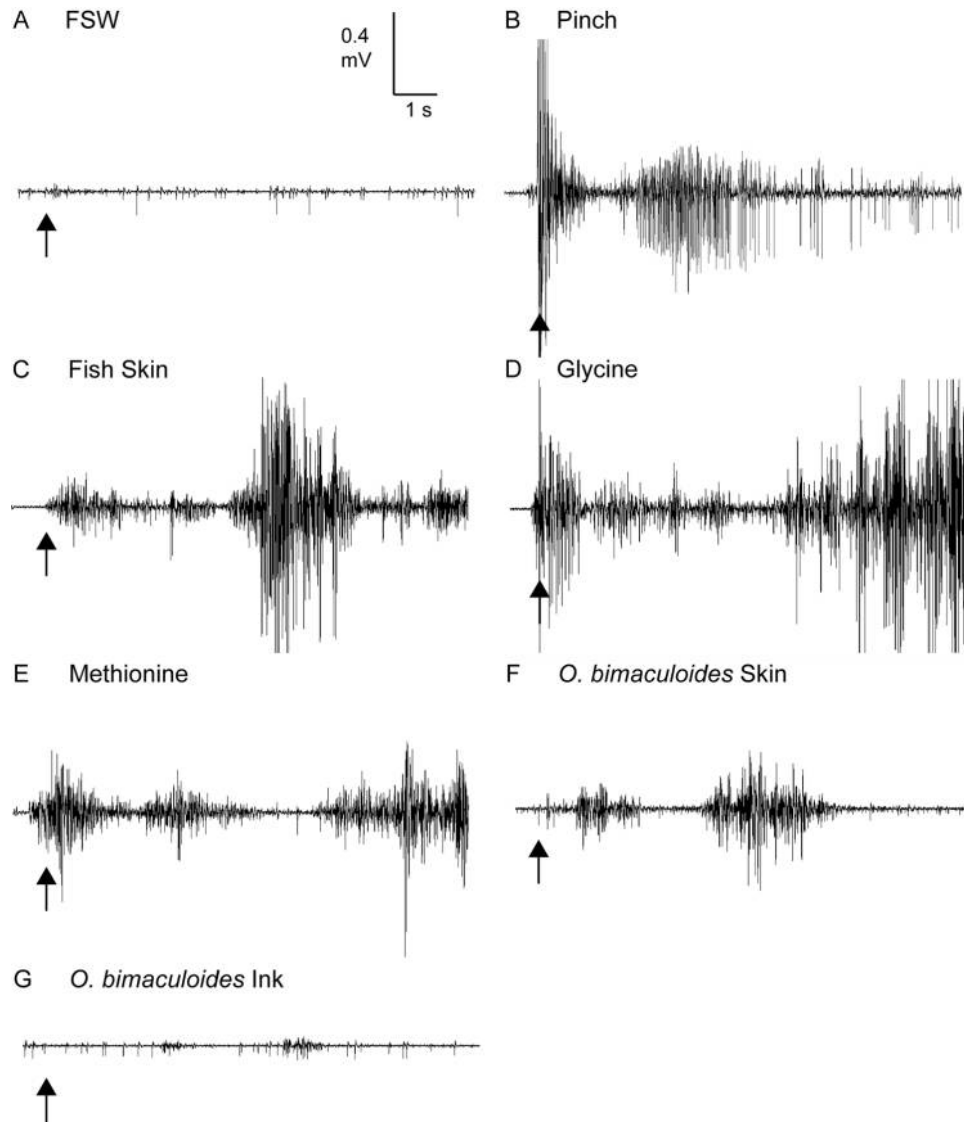 A FSW
0.4
mV
1 s
B Pinch
C Fish Skin
D Glycine
E Methionine
F O. bimaculoides Skin
G O. bimaculoides Ink